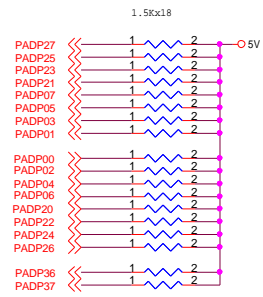 1.5Kx18
PADP27 1 2 5V
PADP25 1 2
PADP23 1 2
PADP21 1 2
PADP07 1 2
PADP05 1 2
PADP03 1 2
PADP01 1 2
PADP00 1 2
PADP02 1 2
PADP04 1 2
PADP06 1 2
PADP20 1 2
PADP22 1 2
PADP24 1 2
PADP26 1 2
PADP36 1 2
PADP37 1 2